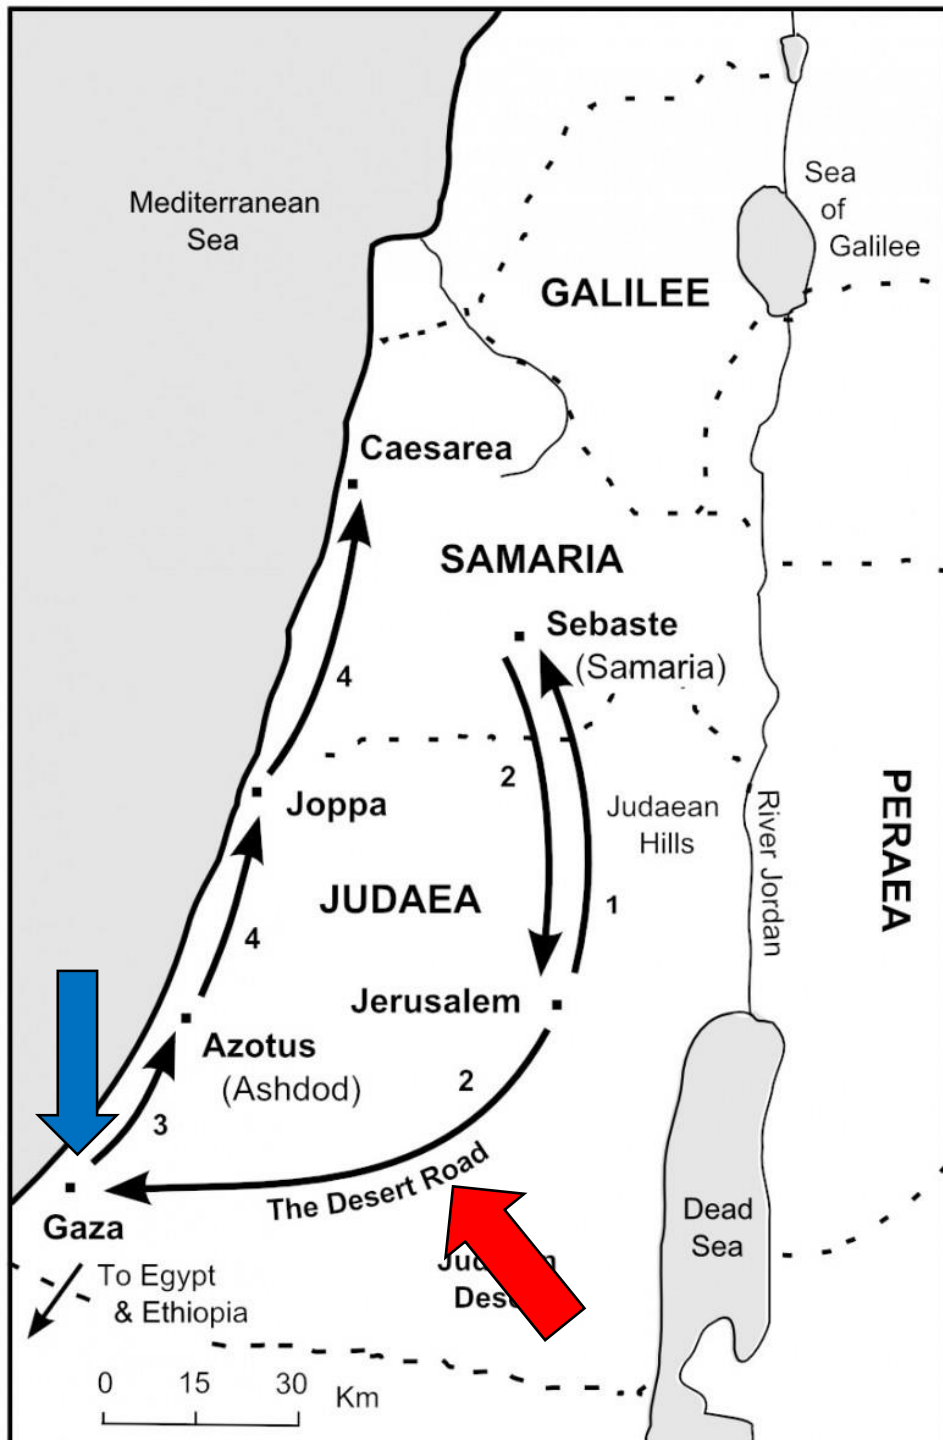 Mediterranean
Sea
Sea
of
Galilee
GALILEE
Caesarea
SAMARIA
Sebaste
(Samaria)
4
2
Judaean
Hills
Joppa
River Jordan
PERAEA
JUDAEA
1
4
Jerusalem
Azotus
(Ashdod)
2
3
The Desert Road
Gaza
Dead
Sea
To Egypt
& Ethiopia
0 15 30 Km